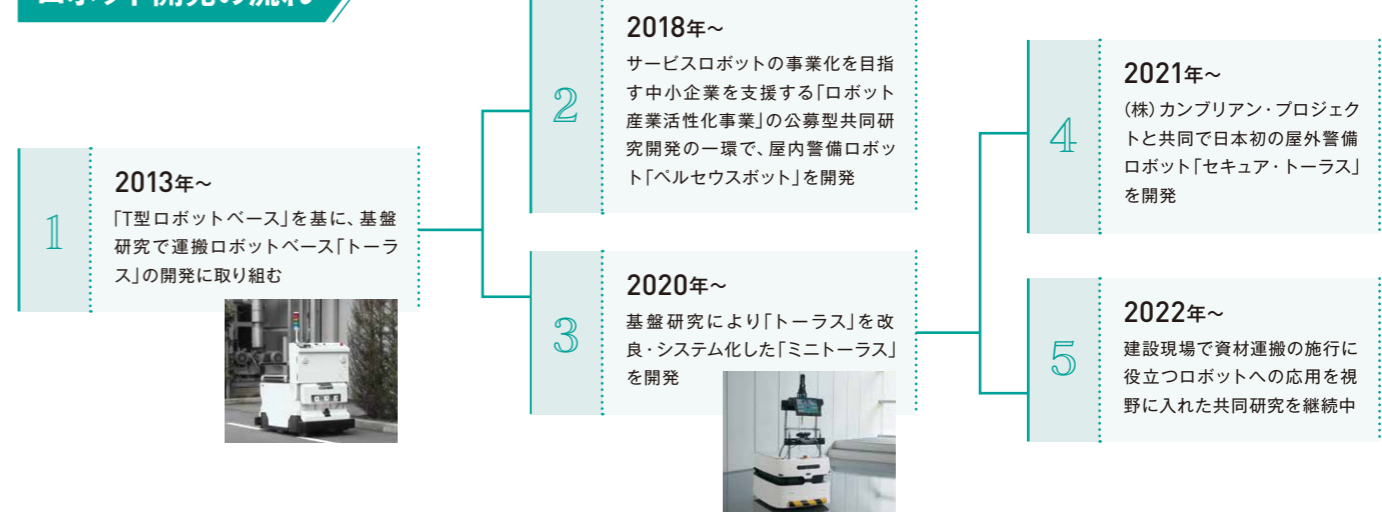 ロボット開発の流れ
1
2013年～
「T型ロボットベース」を基に、基盤
研究で運搬ロボットベース「トーラ
ス」の開発に取り組む
2
2018年～
サービスロボットの事業化を目指
す中小企業を支援する「ロボット
産業活性化事業」の公募型共同研
究開発の一環で、屋内警備ロボッ
ト「ペルセウスボット」を開発
3
2020年～
基盤研究により「トーラス」を改
良・システム化した「ミニトーラス」
を開発
4
2021年～
（株）カンブリアン・プロジェク
トと共同で日本初の屋外警備
ロボット「セキュア・トーラス」
を開発
5
2022年～
建設現場で資材運搬の施行に
役立つロボットへの応用を視
野に入れた共同研究を継続中